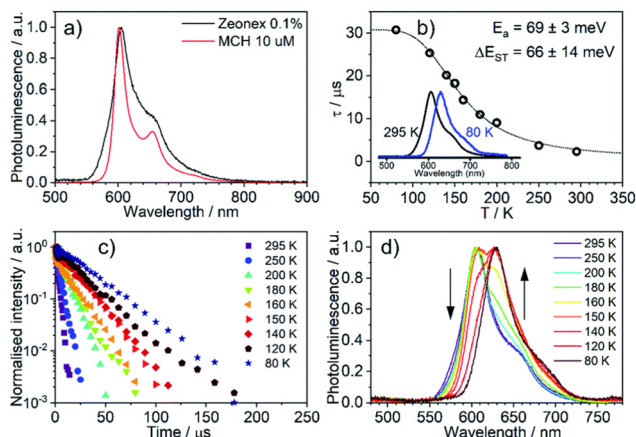 a)
Zeonex 0.1%
MCH 10 uM
Photoluminescence / a.u.
1.0
0.8
0.6
0.4
0.2
0.0
500 600 700 800 900
Wavelength / nm
b)
Eₐ = 69 ± 3 meV
ΔE_ST = 66 ± 14 meV
τ / μs
40
30
20
10
0
295 K
80 K
500 600 700 800
Wavelength (nm)
50 100 150 200 250 300 350
T / K
c)
Normalised intensity / a.u.
10⁰
10⁻¹
10⁻²
10⁻³
295 K
250 K
200 K
180 K
160 K
150 K
140 K
120 K
80 K
0 50 100 150 200 250
Time / μs
d)
Photoluminescence / a.u.
1.0
0.8
0.6
0.4
0.2
0.0
295 K
250 K
200 K
180 K
160 K
150 K
140 K
120 K
80 K
500 550 600 650 700 750
Wavelength / nm